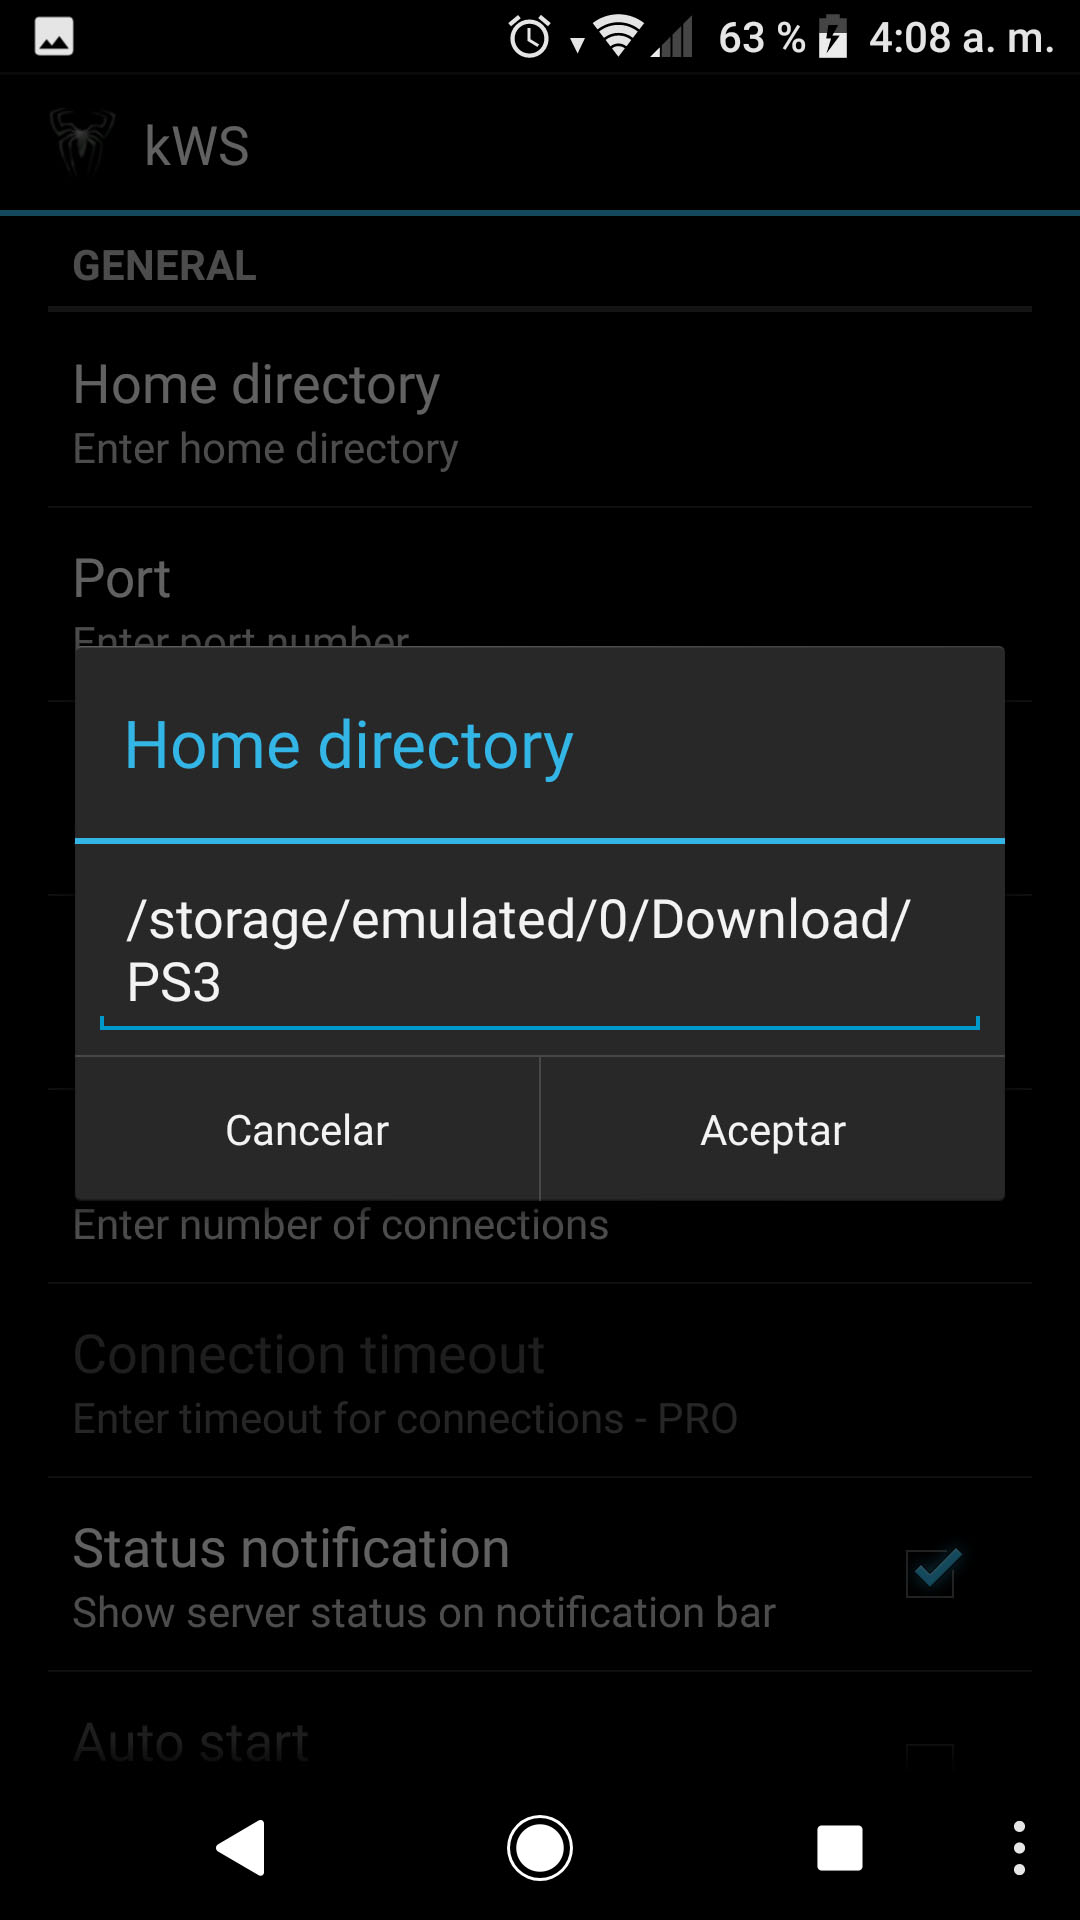 63 % 4:08 a. m.
kWS
GENERAL
Home directory
Enter home directory
Port
Enter port number
Home directory
/storage/emulated/0/Download/
PS3
Cancelar Aceptar
Enter number of connections
Connection timeout
Enter timeout for connections - PRO
Status notification
Show server status on notification bar
Auto start